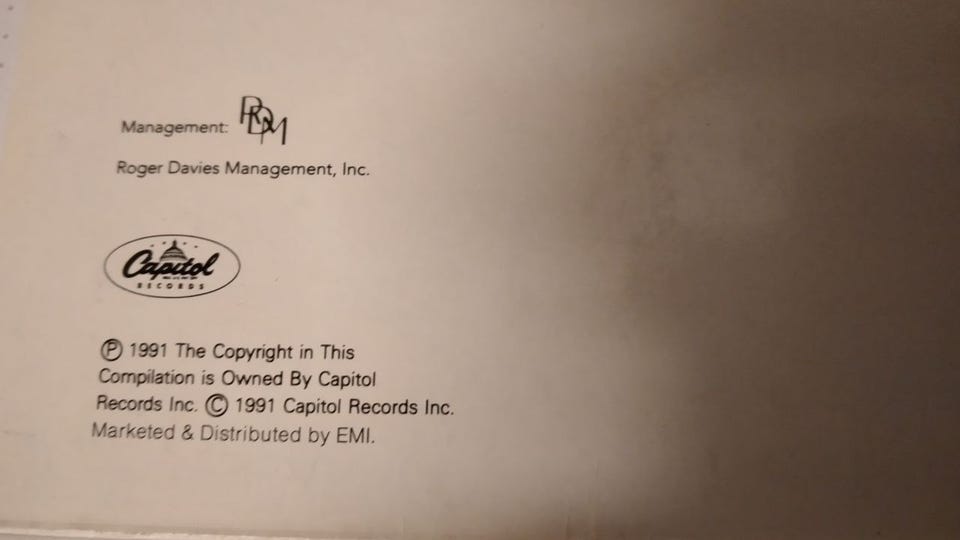 Management: RDM
Roger Davies Management, Inc.
Capitol
RECORDS
℗ 1991 The Copyright in This
Compilation is Owned By Capitol
Records Inc. © 1991 Capitol Records Inc.
Marketed & Distributed by EMI.